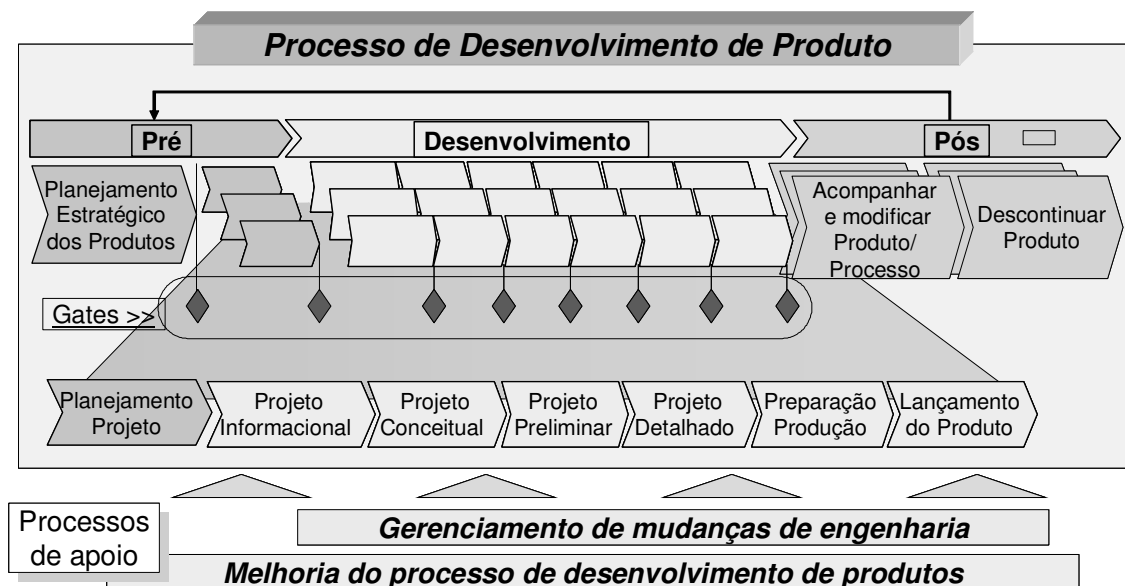 Processo de Desenvolvimento de Produto
Pré
Desenvolvimento
Pós
Planejamento
Estratégico
dos Produtos
Acompanhar
e modificar
Produto/
Processo
Descontinuar
Produto
Gates >>
Planejamento
Projeto
Projeto
Informacional
Projeto
Conceitual
Projeto
Preliminar
Projeto
Detalhado
Preparação
Produção
Lançamento
do Produto
Processos
de apoio
Gerenciamento de mudanças de engenharia
Melhoria do processo de desenvolvimento de produtos